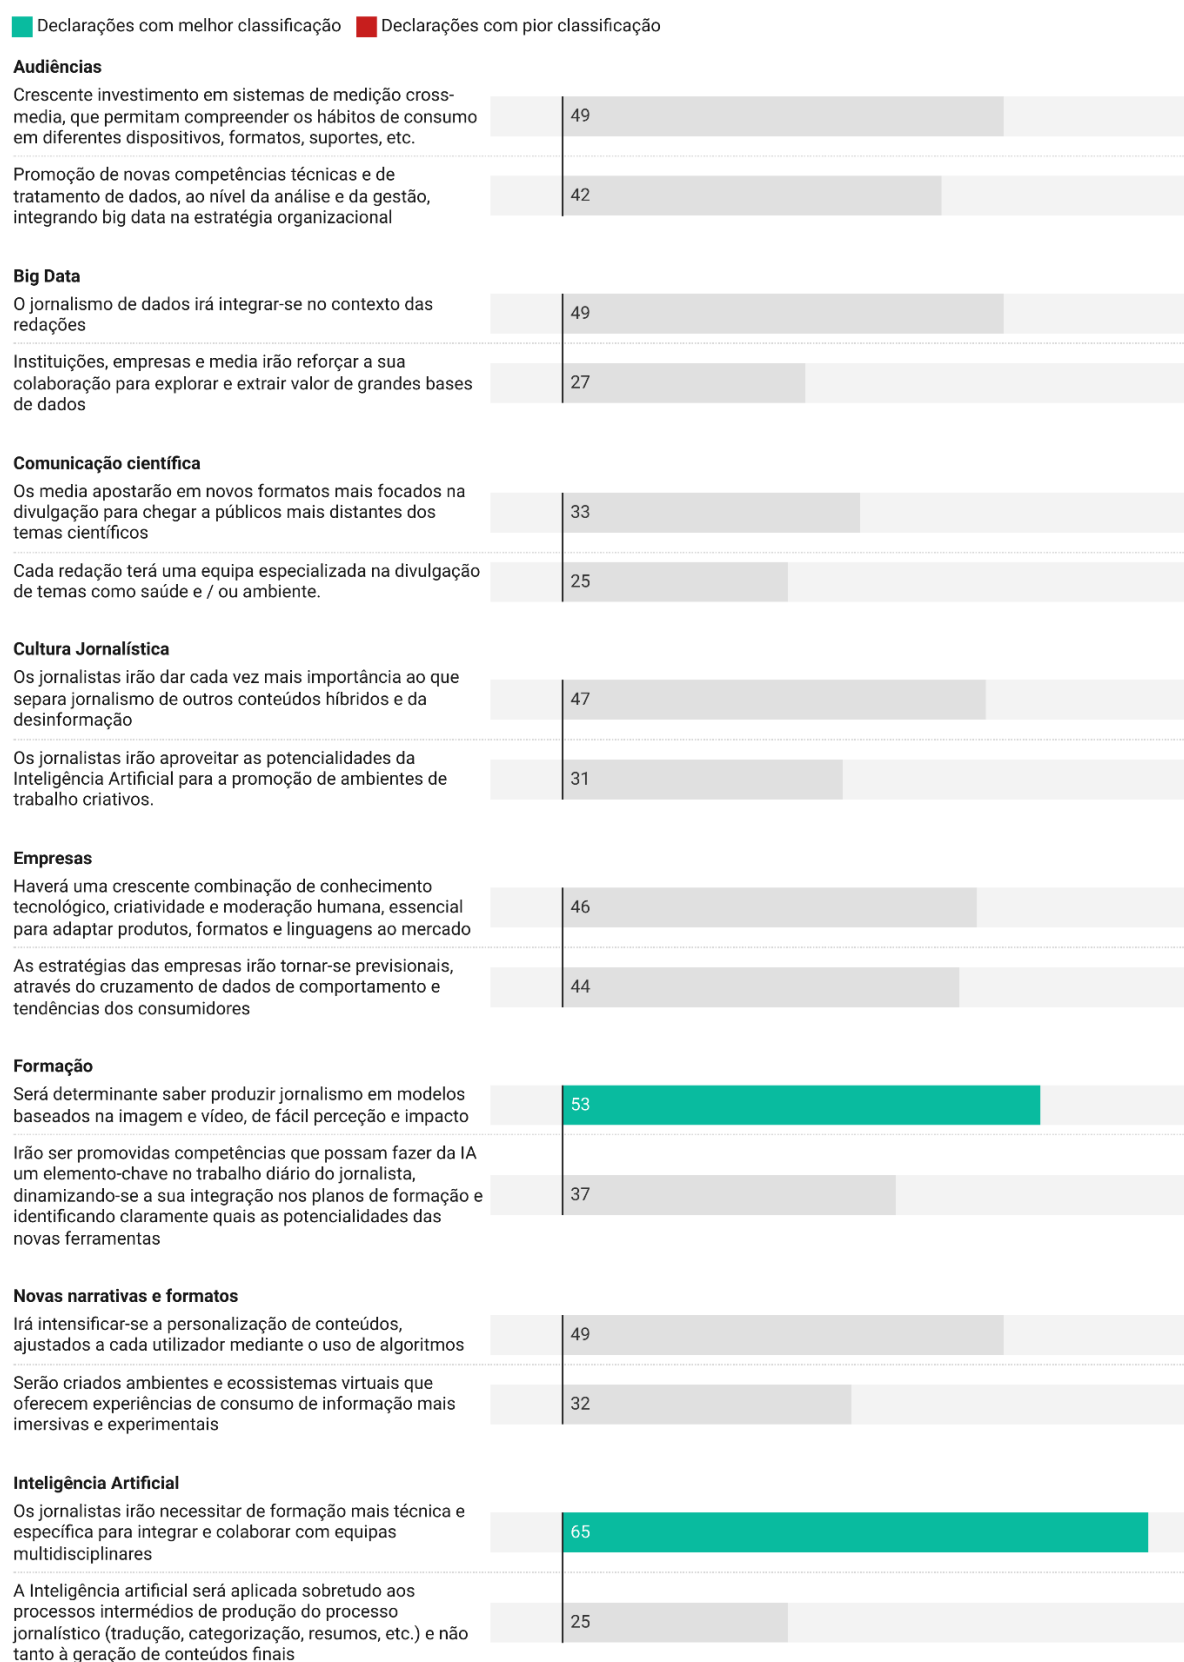 Declarações com melhor classificação Declarações com pior classificação
Audiências
Crescente investimento em sistemas de medição cross-
media, que permitam compreender os hábitos de consumo
em diferentes dispositivos, formatos, suportes, etc.
49
Promoção de novas competências técnicas e de
tratamento de dados, ao nível da análise e da gestão,
integrando big data na estratégia organizacional
42
Big Data
O jornalismo de dados irá integrar-se no contexto das
redações
49
Instituições, empresas e media irão reforçar a sua
colaboração para explorar e extrair valor de grandes bases
de dados
27
Comunicação científica
Os media apostarão em novos formatos mais focados na
divulgação para chegar a públicos mais distantes dos
temas científicos
33
Cada redação terá uma equipa especializada na divulgação
de temas como saúde e / ou ambiente.
25
Cultura Jornalística
Os jornalistas irão dar cada vez mais importância ao que
separa jornalismo de outros conteúdos híbridos e da
desinformação
47
Os jornalistas irão aproveitar as potencialidades da
Inteligência Artificial para a promoção de ambientes de
trabalho criativos.
31
Empresas
Haverá uma crescente combinação de conhecimento
tecnológico, criatividade e moderação humana, essencial
para adaptar produtos, formatos e linguagens ao mercado
46
As estratégias das empresas irão tornar-se previsionais,
através do cruzamento de dados de comportamento e
tendências dos consumidores
44
Formação
Será determinante saber produzir jornalismo em modelos
baseados na imagem e vídeo, de fácil perceção e impacto
53
Irão ser promovidas competências que possam fazer da IA
um elemento-chave no trabalho diário do jornalista,
dinamizando-se a sua integração nos planos de formação e
identificando claramente quais as potencialidades das
novas ferramentas
37
Novas narrativas e formatos
Irá intensificar-se a personalização de conteúdos,
ajustados a cada utilizador mediante o uso de algoritmos
49
Serão criados ambientes e ecossistemas virtuais que
oferecem experiências de consumo de informação mais
imersivas e experimentais
32
Inteligência Artificial
Os jornalistas irão necessitar de formação mais técnica e
específica para integrar e colaborar com equipas
multidisciplinares
65
A Inteligência artificial será aplicada sobretudo aos
processos intermédios de produção do processo
jornalístico (tradução, categorização, resumos, etc.) e não
tanto à geração de conteúdos finais
25